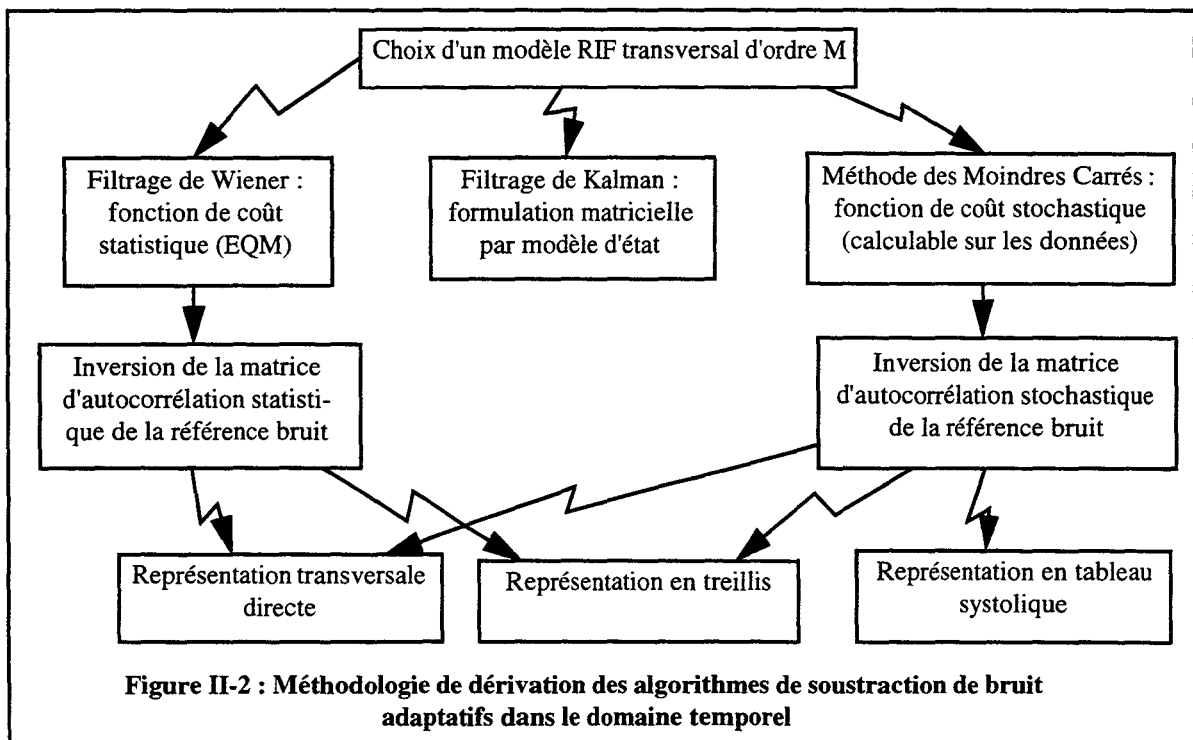 Choix d'un modèle RIF transversal d'ordre M
Filtrage de Wiener :
fonction de coût
statistique (EQM)
Filtrage de Kalman :
formulation matricielle
par modèle d'état
Méthode des Moindres Carrés :
fonction de coût stochastique
(calculable sur les données)
Inversion de la matrice
d'autocorrélation statisti-
que de la référence bruit
Inversion de la matrice
d'autocorrélation stochastique
de la référence bruit
Représentation transversale
directe
Représentation en treillis
Représentation en tableau
systolique
Figure II-2 : Méthodologie de dérivation des algorithmes de soustraction de bruit
adaptatifs dans le domaine temporel